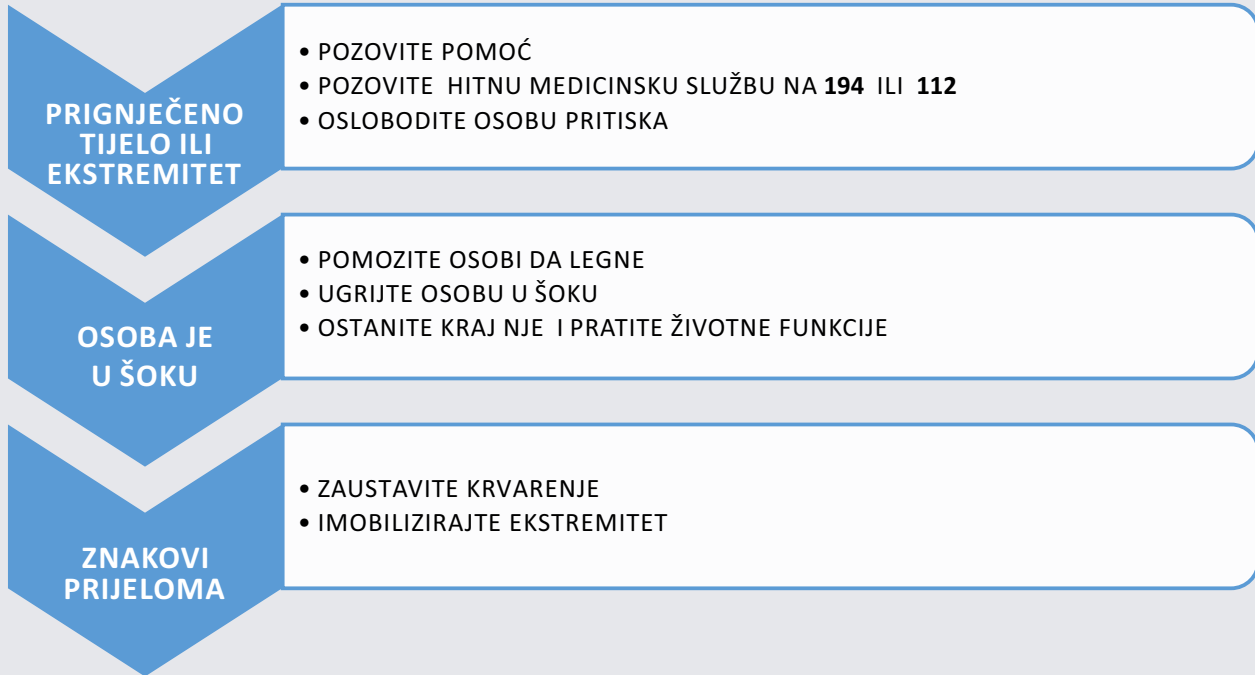 PRIGNJEČENO
TIJELO ILI
EKSTREMITET
• POZOVITE POMOĆ
• POZOVITE HITNU MEDICINSKU SLUŽBU NA 194 ILI 112
• OSLOBODITE OSOBU PRITISKA
OSOBA JE
U ŠOKU
• POMOZITE OSOBI DA LEGNE
• UGRIJTE OSOBU U ŠOKU
• OSTANITE KRAJ NJE I PRATITE ŽIVOTNE FUNKCIJE
ZNAKOVI
PRIJELOMA
• ZAUSTAVITE KRVARENJE
• IMOBILIZIRAJTE EKSTREMITET